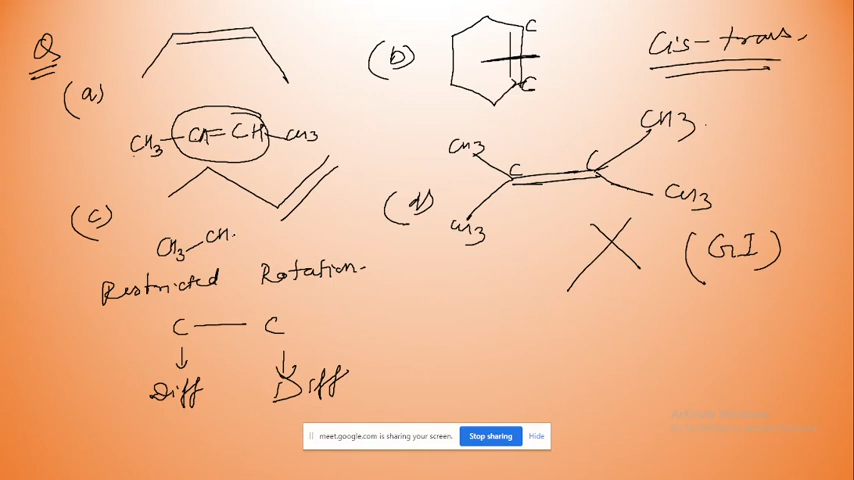 Q
(a)
CH3 - CH = CH - CH3
(b)
C
C
Cis - trans.
(c)
CH3 - CH.
(d)
CH3
C
C
CH3.
CH3
CH3
X
(GI)
Restricted Rotation
C — C
Diff Diff
meet.google.com is sharing your screen. Stop sharing Hide